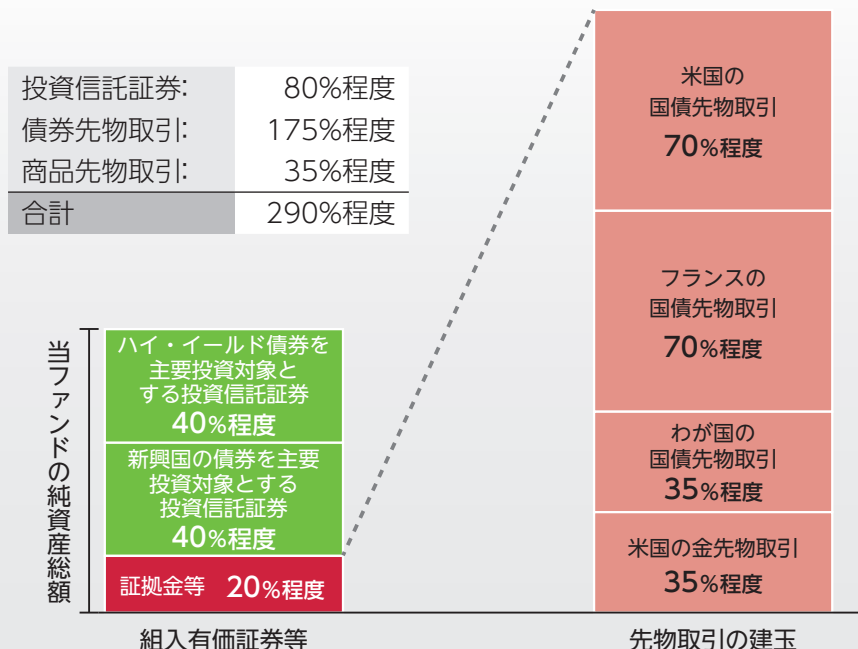 投資信託証券: 80%程度
債券先物取引: 175%程度
商品先物取引: 35%程度
合計 290%程度
当ファンドの純資産総額
ハイ・イールド債券を
主要投資対象と
する投資信託証券
40%程度
新興国の債券を主要
投資対象とする
投資信託証券
40%程度
証拠金等 20%程度
組入有価証券等
米国の
国債先物取引
70%程度
フランスの
国債先物取引
70%程度
わが国の
国債先物取引
35%程度
米国の金先物取引
35%程度
先物取引の建玉